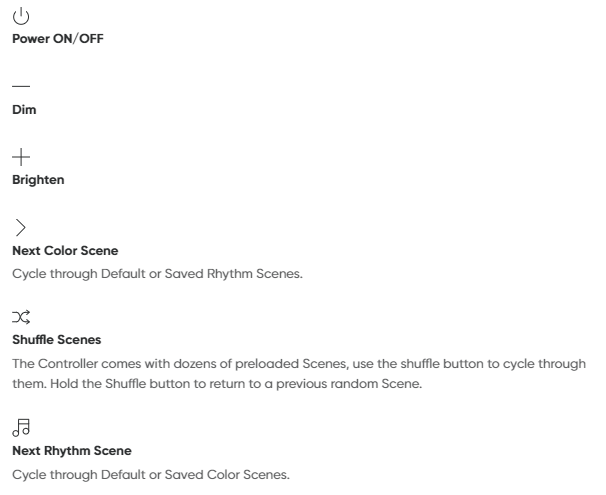 Power ON/OFF
Dim
Brighten
Next Color Scene
Cycle through Default or Saved Rhythm Scenes.
Shuffle Scenes
The Controller comes with dozens of preloaded Scenes, use the shuffle button to cycle through
them. Hold the Shuffle button to return to a previous random Scene.
Next Rhythm Scene
Cycle through Default or Saved Color Scenes.